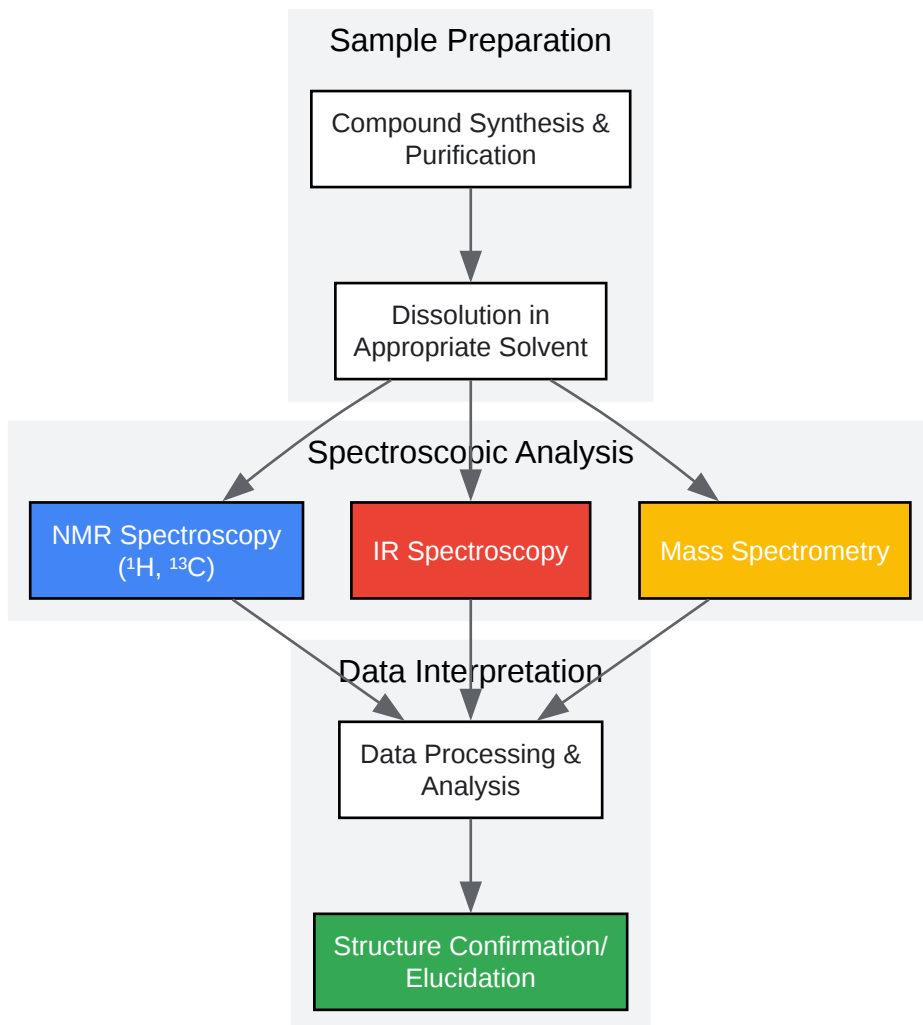 Sample Preparation
Compound Synthesis &
Purification
Dissolution in
Appropriate Solvent
Spectroscopic Analysis
NMR Spectroscopy
(¹H, ¹³C)
IR Spectroscopy
Mass Spectrometry
Data Interpretation
Data Processing &
Analysis
Structure Confirmation/
Elucidation